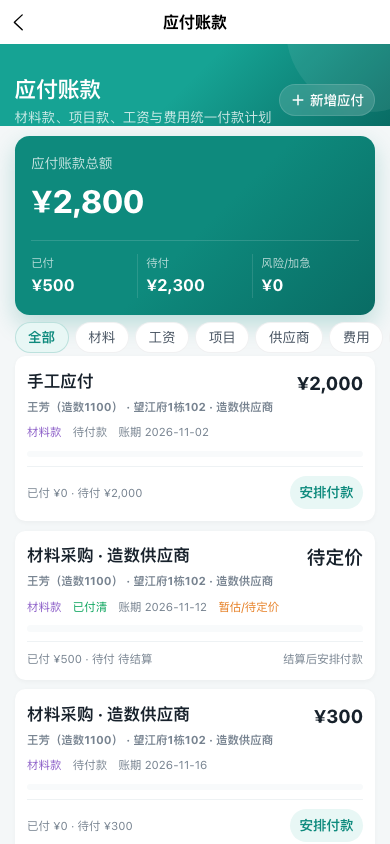 应付账款
应付账款
材料款、项目款、工资与费用统一付款计划
+ 新增应付
应付账款总额
¥2,800
已付 待付 风险/加急
¥500 ¥2,300 ¥0
全部 材料 工资 项目 供应商 费用
手工应付 ¥2,000
王芳（造数1100） · 望江府1栋102 · 造数供应商
材料款 待付款 账期 2026-11-02
已付 ¥0 · 待付 ¥2,000 安排付款
材料采购 · 造数供应商 待定价
王芳（造数1100） · 望江府1栋102 · 造数供应商
材料款 已付清 账期 2026-11-12 暂估/待定价
已付 ¥500 · 待付 待结算 结算后安排付款
材料采购 · 造数供应商 ¥300
王芳（造数1100） · 望江府1栋102 · 造数供应商
材料款 待付款 账期 2026-11-16
已付 ¥0 · 待付 ¥300 安排付款